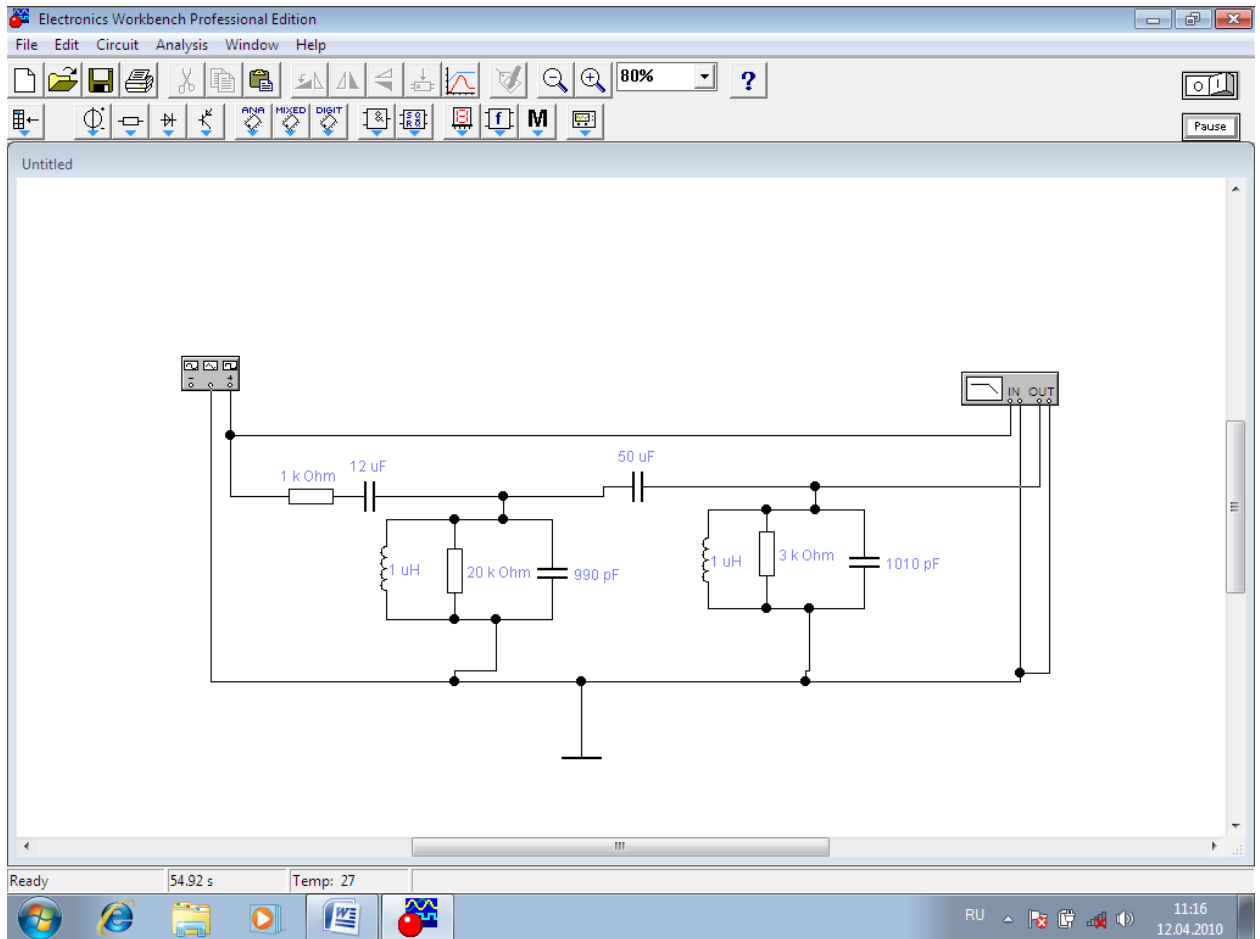 Electronics Workbench Professional Edition
File Edit Circuit Analysis Window Help
80%
?
ANA MIXED DIGIT
& f M
Pause
Untitled
IN OUT
50 uF
12 uF
1 k Ohm
1 uH 20 k Ohm 990 pF
1 uH 3 k Ohm 1010 pF
Ready 54.92 s Temp: 27
RU 11:16
12.04.2010